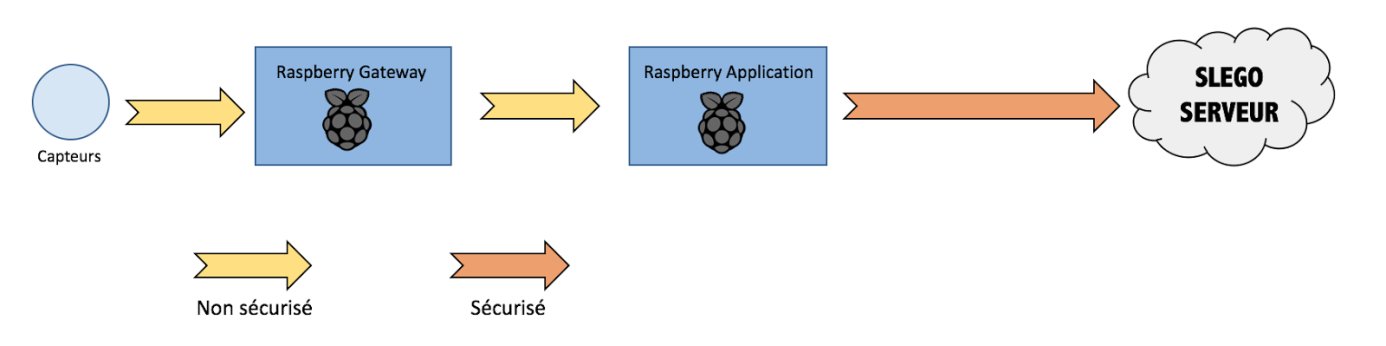 Raspberry Gateway
Raspberry Application
SLEGO
SERVEUR
Capteurs
Non sécurisé
Sécurisé